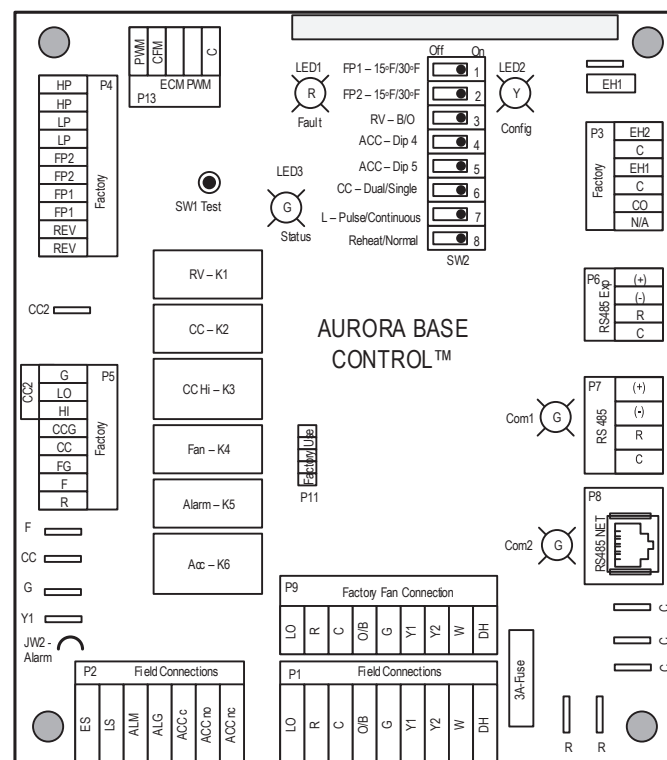 PWM
CFM
C
ECM PWM
P13
Off
On
LED1
R
Fault
FP1 – 15ºF/30ºF
1
FP2 – 15ºF/30ºF
2
RV – B/O
3
ACC – Dip 4
4
ACC – Dip 5
5
CC – Dual/Single
6
L – Pulse/Continuous
7
Reheat/Normal
8
SW2
LED2
Y
Config
EH1
HP
HP
LP
LP
FP2
FP2
FP1
FP1
REV
REV
P4
Factory
P3
Factory
EH2
C
EH1
C
CO
N/A
SW1 Test
LED3
G
Status
RV – K1
CC – K2
CC Hi – K3
Fan – K4
Alarm – K5
Acc – K6
AURORA BASE
CONTROL™
P6
RS485 Exp
(+)
(-)
R
C
CC2
CC2
G
LO
HI
CCG
CC
FG
F
R
P5
Factory
Factory Use
P11
Com1
G
P7
RS 485
(+)
(-)
R
C
Com2
G
P8
RS485 NET
F
CC
G
Y1
JW2 -
Alarm
P9
Factory Fan Connection
LO
R
C
O/B
G
Y1
Y2
W
DH
P2
Field Connections
ES
LS
ALM
ALG
ACC c
ACC no
ACC nc
P1
Field Connections
LO
R
C
O/B
G
Y1
Y2
W
DH
3A-Fuse
C
C
C
R
R